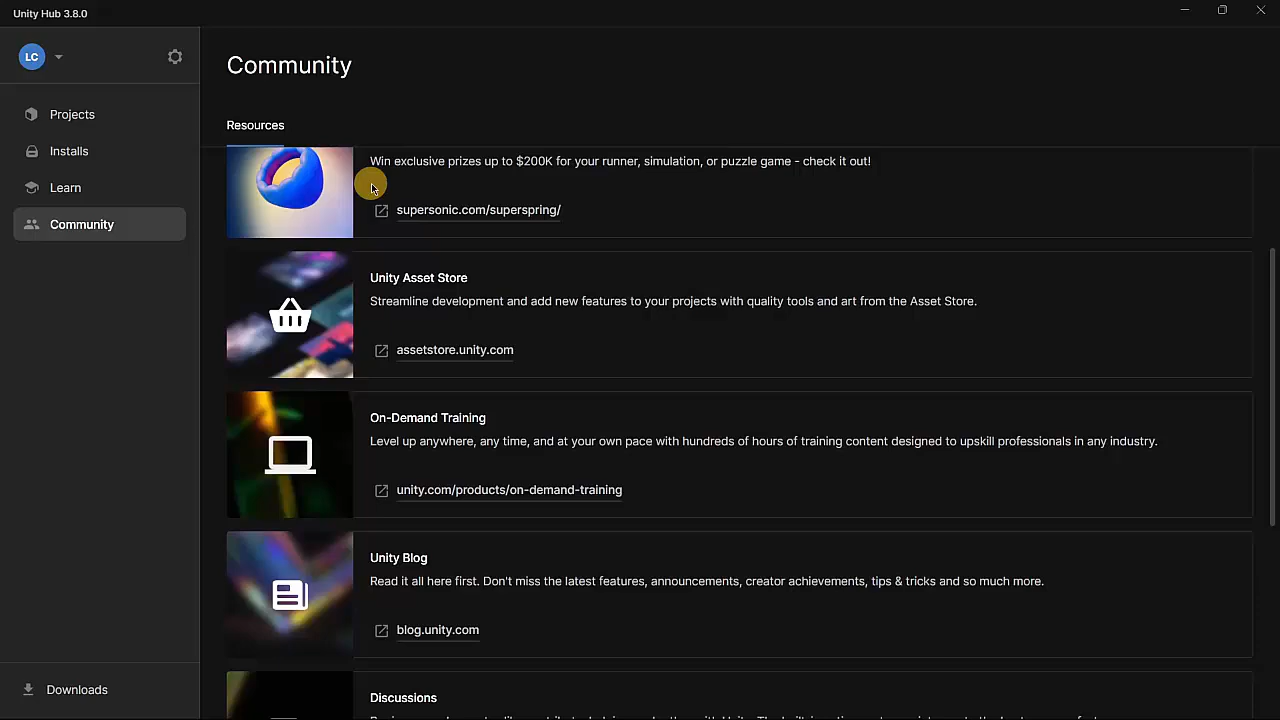 Unity Hub 3.8.0
LC
Projects
Installs
Learn
Community
Downloads
Community
Resources
Win exclusive prizes up to $200K for your runner, simulation, or puzzle game - check it out!
supersonic.com/superspring/
Unity Asset Store
Streamline development and add new features to your projects with quality tools and art from the Asset Store.
assetstore.unity.com
On-Demand Training
Level up anywhere, any time, and at your own pace with hundreds of hours of training content designed to upskill professionals in any industry.
unity.com/products/on-demand-training
Unity Blog
Read it all here first. Don't miss the latest features, announcements, creator achievements, tips & tricks and so much more.
blog.unity.com
Discussions